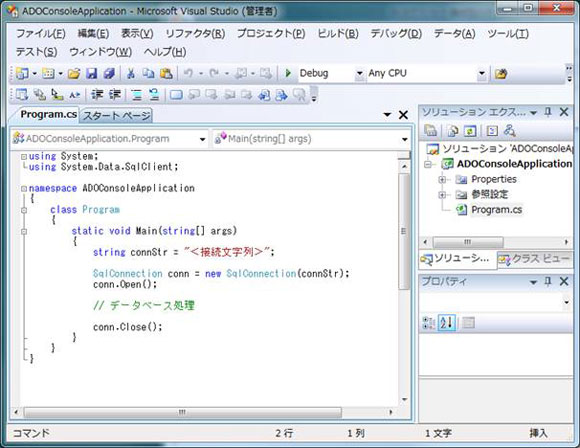 ADOConsoleApplication - Microsoft Visual Studio (管理者)
ファイル(F) 編集(E) 表示(V) リファクタ(R) プロジェクト(P) ビルド(B) デバッグ(D) データ(A) ツール(T)
テスト(S) ウィンドウ(W) ヘルプ(H)
Debug Any CPU
Program.cs スタート ページ
ADOConsoleApplication.Program Main(string[] args)
using System;
using System.Data.SqlClient;
namespace ADOConsoleApplication
{
class Program
{
static void Main(string[] args)
{
string connStr = "<接続文字列>";
SqlConnection conn = new SqlConnection(connStr);
conn.Open();
// データベース処理
conn.Close();
}
}
}
ソリューション エクス...
ソリューション 'ADOConsoleApplication
ADOConsoleApplication
Properties
参照設定
Program.cs
ソリューシ... クラス ビュー
プロパティ
コマンド 2 行 1 列 1 文字 挿入